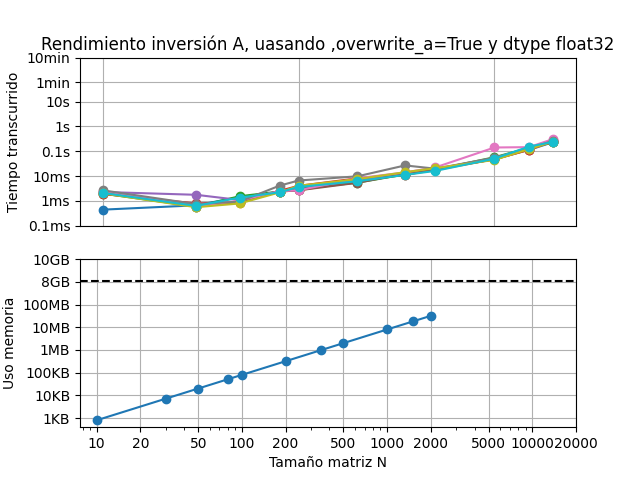 Rendimiento inversión A, uasando ,overwrite_a=True y dtype float32
10min
1min
10s
1s
0.1s
10ms
1ms
0.1ms
Tiempo transcurrido
10GB
8GB
100MB
10MB
1MB
100KB
10KB
1KB
Uso memoria
10 20 50 100 200 500 1000 2000 5000 10000 20000
Tamaño matriz N